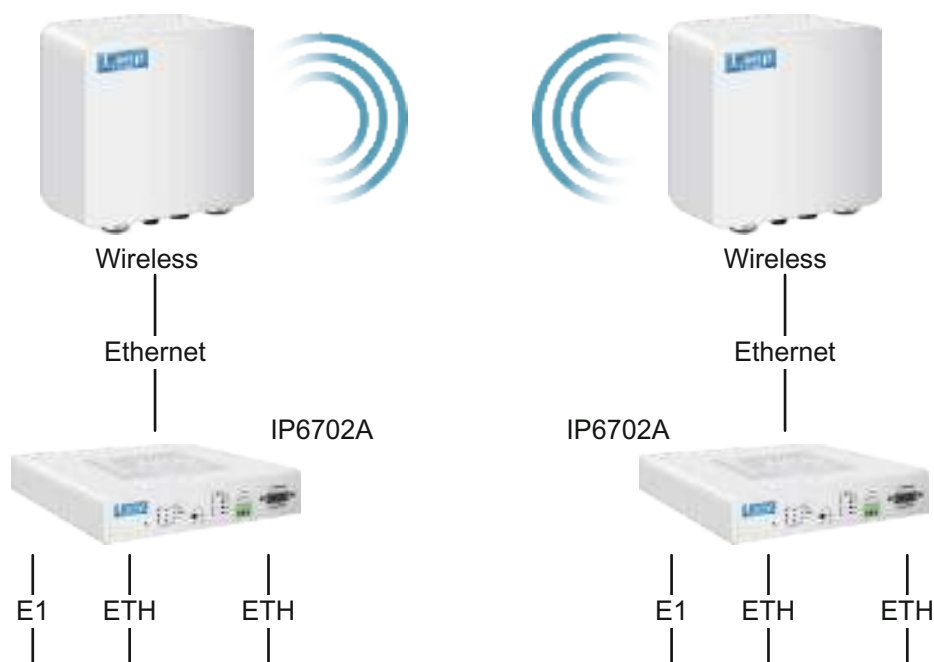 Wireless
Wireless
Ethernet
Ethernet
IP6702A
IP6702A
E1
ETH
ETH
E1
ETH
ETH